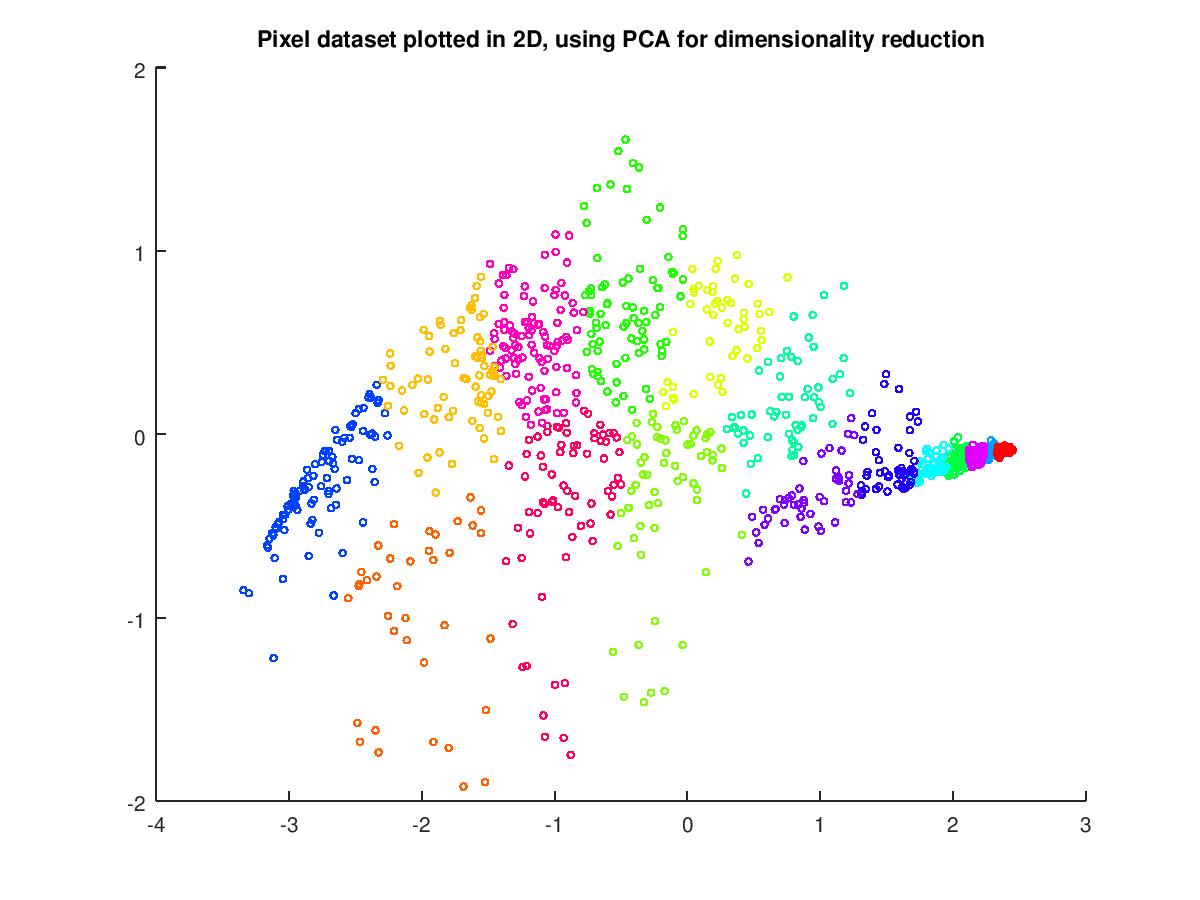 Pixel dataset plotted in 2D, using PCA for dimensionality reduction
2
1
0
-1
-2
-4 -3 -2 -1 0 1 2 3